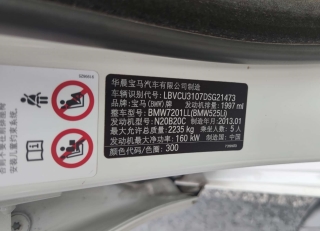 华晨宝马汽车有限公司制造
车辆识别代号: LBVCU3107DSG21473
品牌: 宝马(BMW)牌 发动机排量: 1997 ml
整车型号: BMW7201LL(BMW525Li)
发动机型号: N20B20C 制造年月: 2013.01
最大允许总质量: 2235 kg 乘坐人数: 5 人
发动机最大净功率: 160 kW 制造国: 中国
颜色代码/色圈: 300